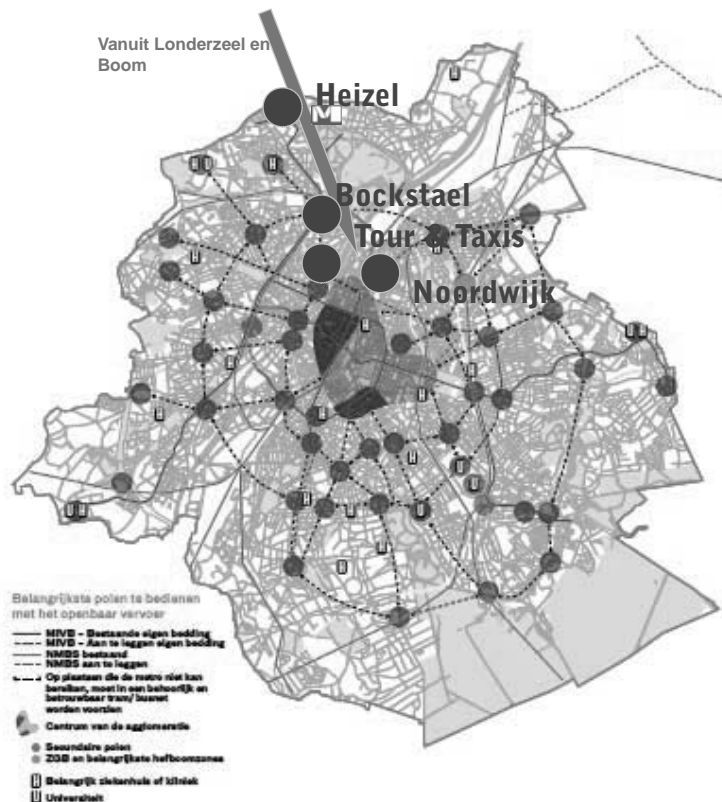 Vanuit Londerzeel en
Boom
Heizel
M
Bockstael
Tour & Taxis
Noordwijk
Belangrijkste polen te bedienen
met het openbaar vervoer
MIVB – Bestaande eigen bedding
MIVB – Aan te leggen eigen bedding
NMBS bestaand
NMBS aan te leggen
Op plaatsen die de metro niet kan
bereiken, moet in een behoorlijk en
betrouwbaar tram/ busnet
worden voorzien
Centrum van de agglomeratie
Secundaire polen
ZGB en belangrijkste hefboomzones
H Belangrijk ziekenhuis of kliniek
U Universiteit